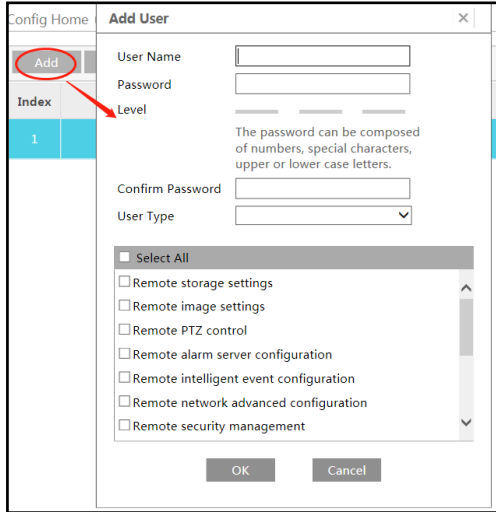 Config Home
Add User
Add
User Name
Password
Index
Level
1
The password can be composed
of numbers, special characters,
upper or lower case letters.
Confirm Password
User Type
Select All
Remote storage settings
Remote image settings
Remote PTZ control
Remote alarm server configuration
Remote intelligent event configuration
Remote network advanced configuration
Remote security management
OK
Cancel